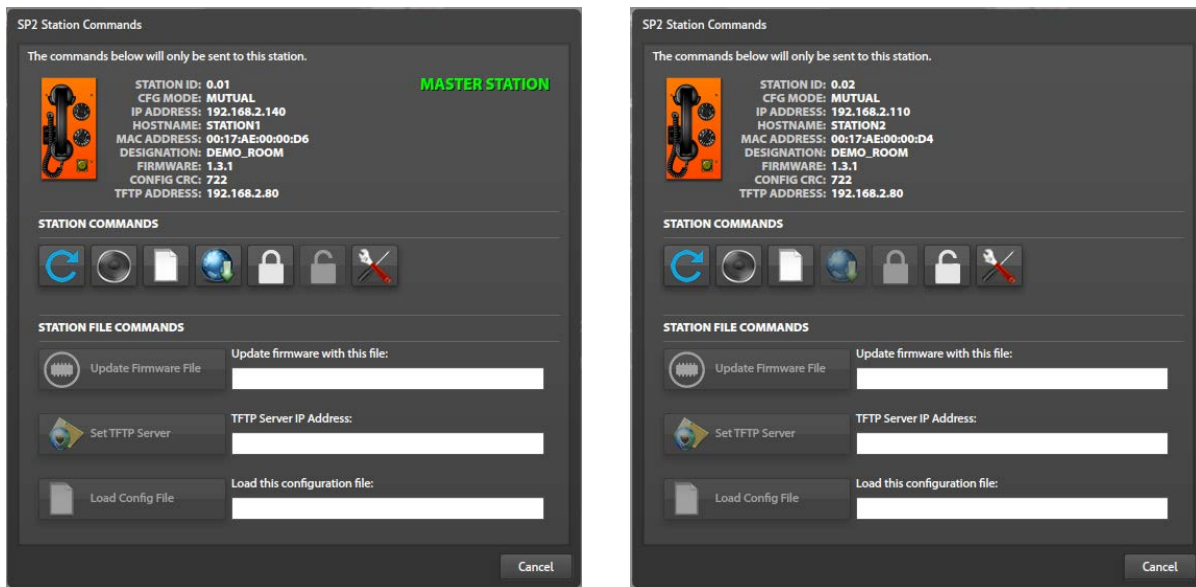 SP2 Station Commands
The commands below will only be sent to this station.
MASTER STATION
STATION ID: 0.01
CFG MODE: MUTUAL
IP ADDRESS: 192.168.2.140
HOSTNAME: STATION1
MAC ADDRESS: 00:17:AE:00:00:D6
DESIGNATION: DEMO_ROOM
FIRMWARE: 1.3.1
CONFIG CRC: 722
TFTP ADDRESS: 192.168.2.80
STATION COMMANDS
STATION FILE COMMANDS
Update Firmware File
Update firmware with this file:
Set TFTP Server
TFTP Server IP Address:
Load Config File
Load this configuration file:
Cancel
SP2 Station Commands
The commands below will only be sent to this station.
STATION ID: 0.02
CFG MODE: MUTUAL
IP ADDRESS: 192.168.2.110
HOSTNAME: STATION2
MAC ADDRESS: 00:17:AE:00:00:D4
DESIGNATION: DEMO_ROOM
FIRMWARE: 1.3.1
CONFIG CRC: 722
TFTP ADDRESS: 192.168.2.80
STATION COMMANDS
STATION FILE COMMANDS
Update Firmware File
Update firmware with this file:
Set TFTP Server
TFTP Server IP Address:
Load Config File
Load this configuration file:
Cancel